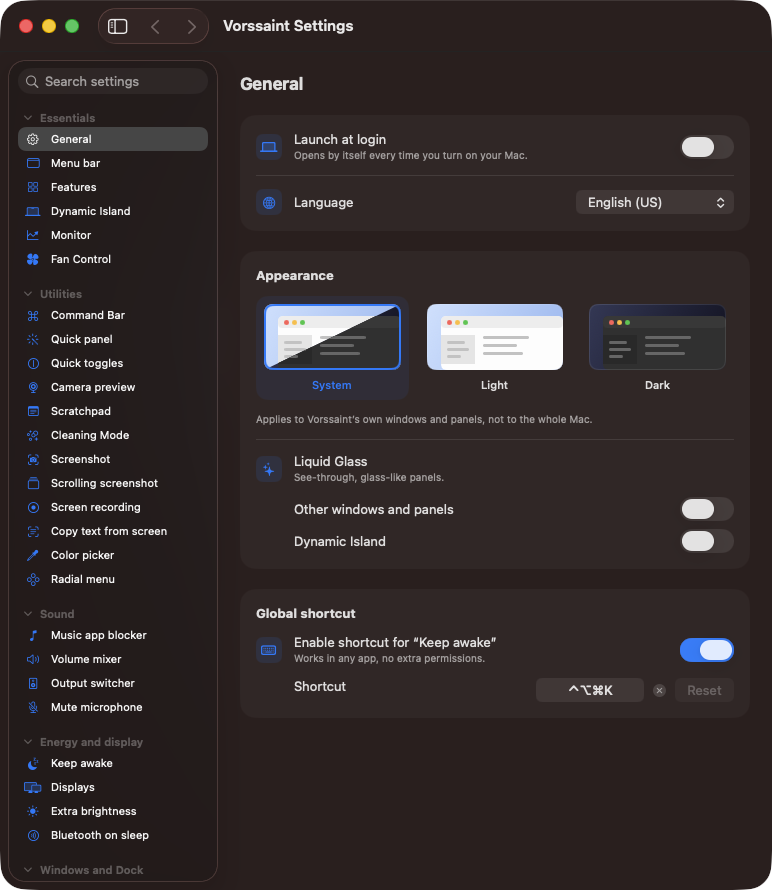 Vorssaint Settings
Search settings
Essentials
General
Menu bar
Features
Dynamic Island
Monitor
Fan Control
Utilities
Command Bar
Quick panel
Quick toggles
Camera preview
Scratchpad
Cleaning Mode
Screenshot
Scrolling screenshot
Screen recording
Copy text from screen
Color picker
Radial menu
Sound
Music app blocker
Volume mixer
Output switcher
Mute microphone
Energy and display
Keep awake
Displays
Extra brightness
Bluetooth on sleep
Windows and Dock
General
Launch at login
Opens by itself every time you turn on your Mac.
Language
English (US)
Appearance
System
Light
Dark
Applies to Vorssaint's own windows and panels, not to the whole Mac.
Liquid Glass
See-through, glass-like panels.
Other windows and panels
Dynamic Island
Global shortcut
Enable shortcut for “Keep awake”
Works in any app, no extra permissions.
Shortcut
⌃⌥⌘K
Reset